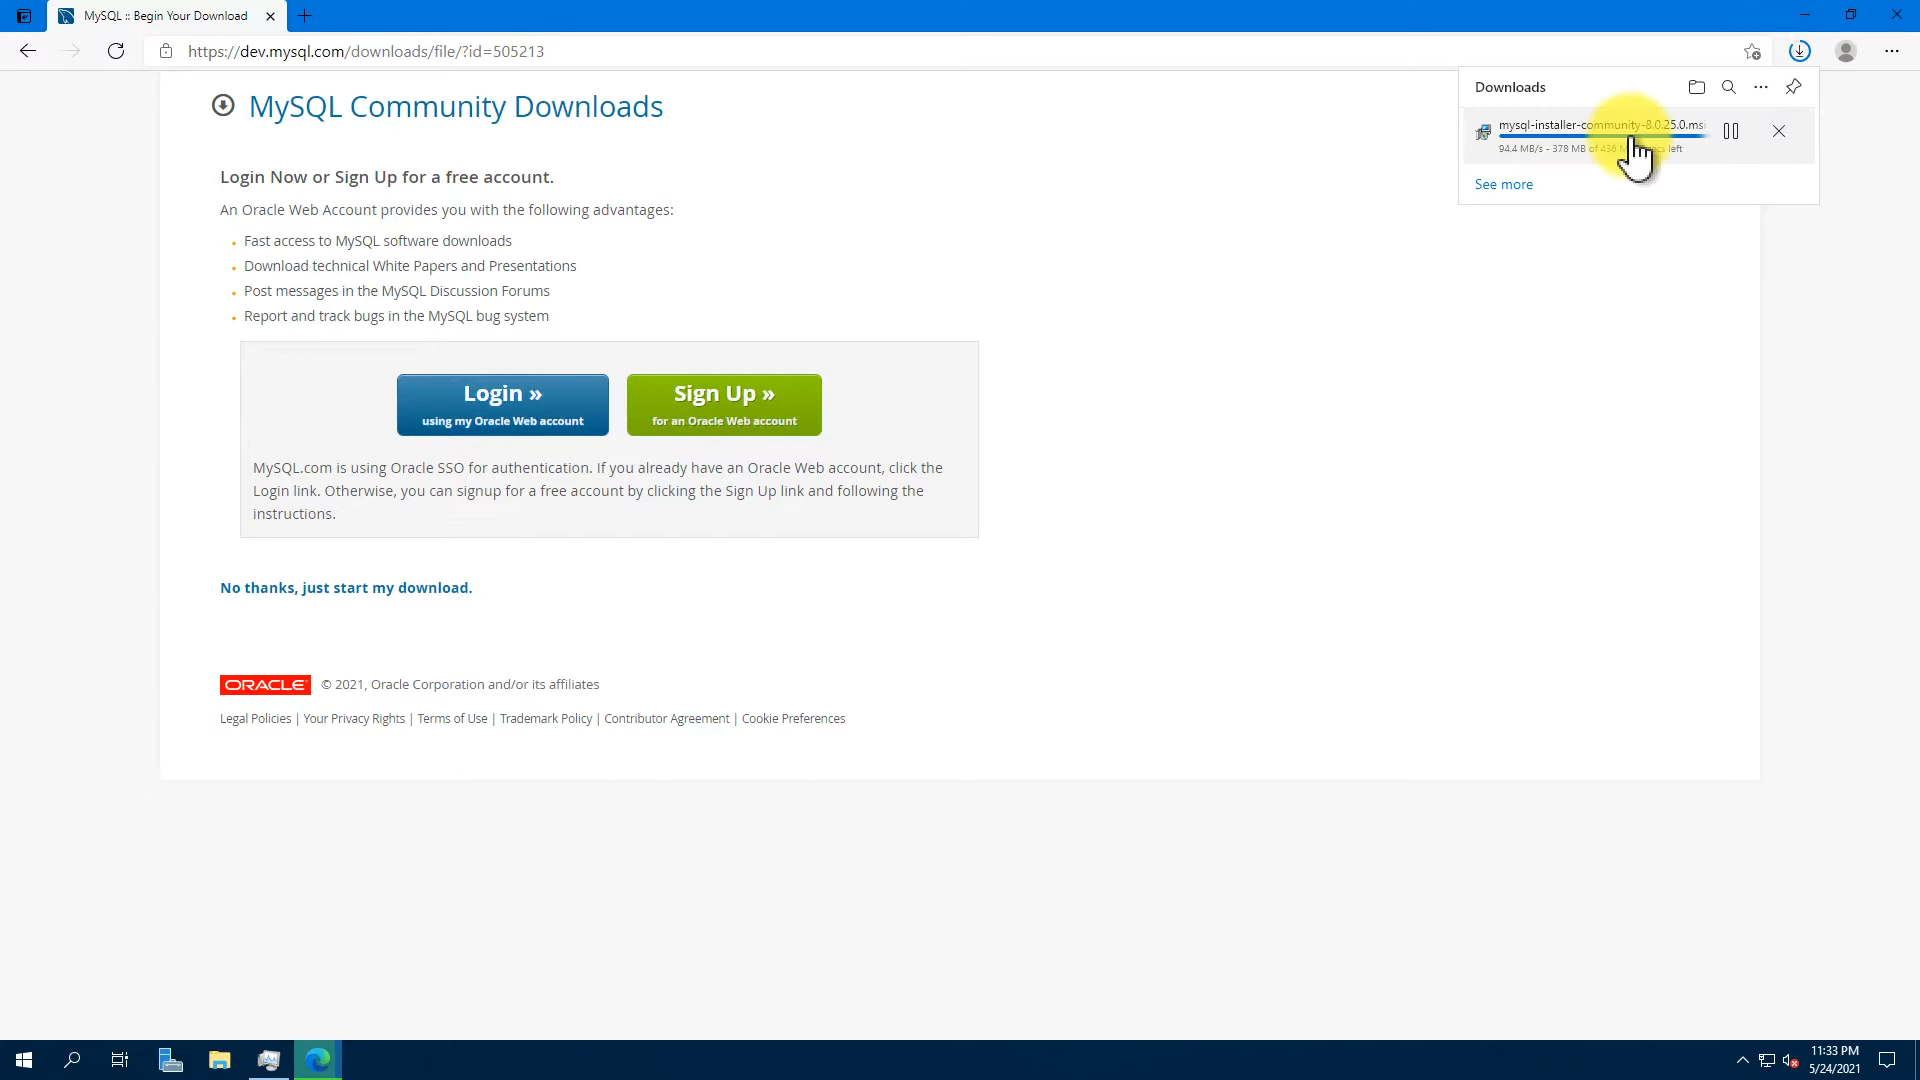 MySQL :: Begin Your Download
https://dev.mysql.com/downloads/file/?id=505213
Downloads
mysql-installer-community-8.0.25.0.msi
94.4 MB/s - 378 MB of 436 M left
See more
MySQL Community Downloads
Login Now or Sign Up for a free account.
An Oracle Web Account provides you with the following advantages:
Fast access to MySQL software downloads
Download technical White Papers and Presentations
Post messages in the MySQL Discussion Forums
Report and track bugs in the MySQL bug system
Login »
using my Oracle Web account
Sign Up »
for an Oracle Web account
MySQL.com is using Oracle SSO for authentication. If you already have an Oracle Web account, click the
Login link. Otherwise, you can signup for a free account by clicking the Sign Up link and following the
instructions.
No thanks, just start my download.
ORACLE © 2021, Oracle Corporation and/or its affiliates
Legal Policies | Your Privacy Rights | Terms of Use | Trademark Policy | Contributor Agreement | Cookie Preferences
11:33 PM
5/24/2021